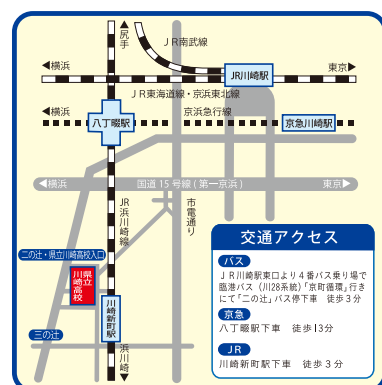 ▲尻手
JR南武線
◀横浜
JR川崎駅
東京▶
JR東海道線・京浜東北線
◀横浜
八丁畷駅
京浜急行線
京急川崎駅
◀横浜
国道15号線(第一京浜)
東京▶
JR浜川崎線
市電通り
二の辻・県立川崎高校入口
県立川崎高校
川崎新町駅
三の辻
浜川崎▼
交通アクセス
バス
JR川崎駅東口より4番バス乗り場で
臨港バス(川28系統)「京町循環」行き
にて「二の辻」バス停下車 徒歩3分
京急
八丁畷駅下車 徒歩13分
JR
川崎新町駅下車 徒歩3分